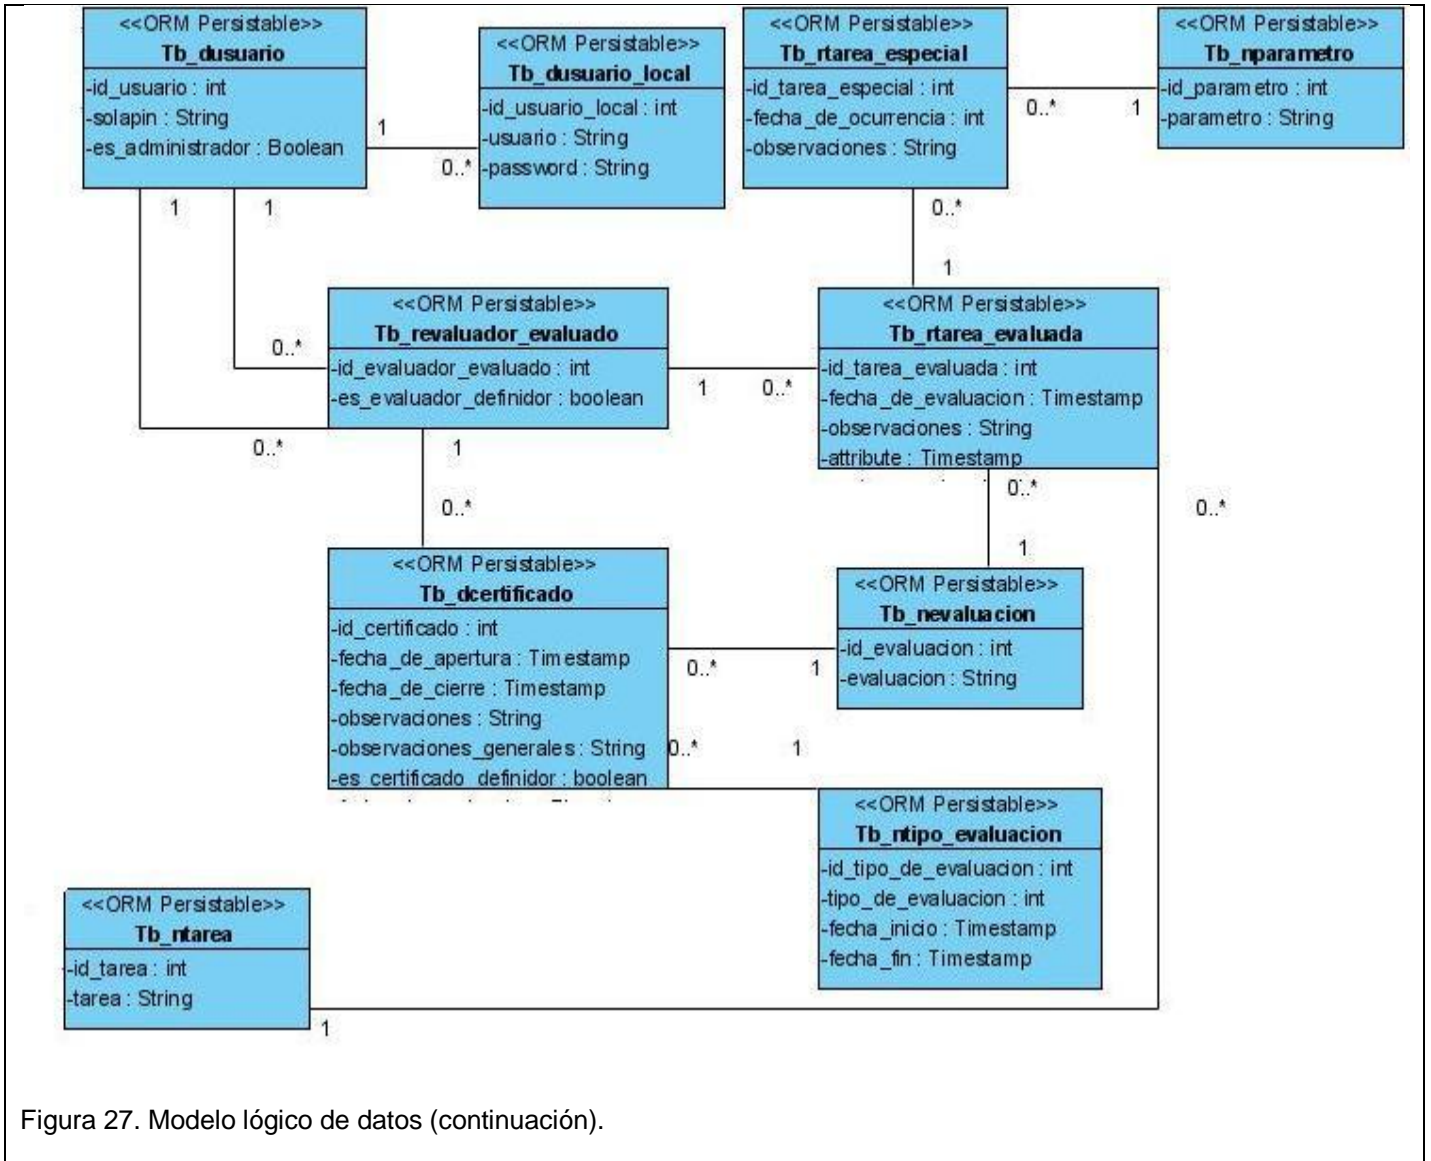 <<ORM Persistable>>
Tb_dusuario
-id_usuario : int
-solapin : String
-es_administrador : Boolean
<<ORM Persistable>>
Tb_dusuario_local
-id_usuario_local : int
-usuario : String
-password : String
<<ORM Persistable>>
Tb_rtarea_especial
-id_tarea_especial : int
-fecha_de_ocurrencia : int
-observaciones : String
<<ORM Persistable>>
Tb_nparametro
-id_parametro : int
-parametro : String
1
0..*
0..*
1
1
1
0..*
1
<<ORM Persistable>>
Tb_revaluador_evaluado
-id_evaluador_evaluado : int
-es_evaluador_definidor : boolean
0..*
0..*
1
0..*
<<ORM Persistable>>
Tb_rtarea_evaluada
-id_tarea_evaluada : int
-fecha_de_evaluacion : Timestamp
-observaciones : String
-attribute : Timestamp
1
0..*
0..*
0..*
1
<<ORM Persistable>>
Tb_dcertificado
-id_certificado : int
-fecha_de_apertura : Timestamp
-fecha_de_cierre : Timestamp
-observaciones : String
-observaciones_generales : String
-es_certificado_definidor : boolean
<<ORM Persistable>>
Tb_nevaluacion
-id_evaluacion : int
-evaluacion : String
0..*
1
0..*
1
<<ORM Persistable>>
Tb_ntipo_evaluacion
-id_tipo_de_evaluacion : int
-tipo_de_evaluacion : int
-fecha_inicio : Timestamp
-fecha_fin : Timestamp
<<ORM Persistable>>
Tb_ntarea
-id_tarea : int
-tarea : String
1
Figura 27. Modelo lógico de datos (continuación).